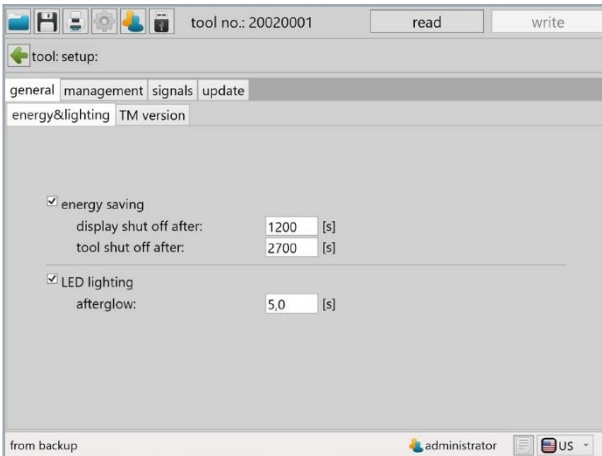 tool no.: 20020001 read write
tool: setup:
general management signals update
energy&lighting TM version
energy saving
display shut off after: 1200 [s]
tool shut off after: 2700 [s]
LED lighting
afterglow: 5,0 [s]
from backup administrator US